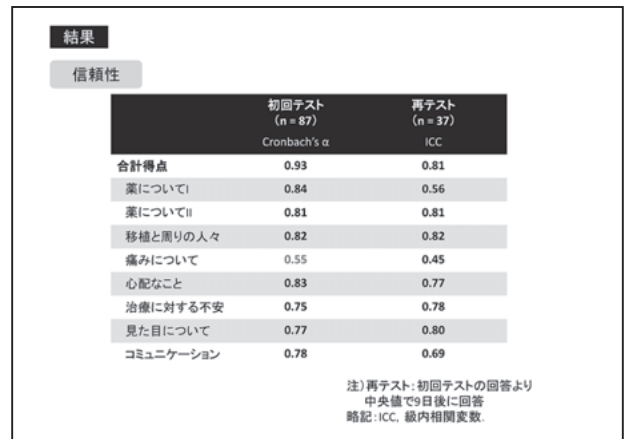 結果
信頼性
初回テスト 再テスト
(n = 87) (n = 37)
Cronbach's α ICC
合計得点 0.93 0.81
薬についてI 0.84 0.56
薬についてII 0.81 0.81
移植と周りの人々 0.82 0.82
痛みについて 0.55 0.45
心配なこと 0.83 0.77
治療に対する不安 0.75 0.78
見た目について 0.77 0.80
コミュニケーション 0.78 0.69
注)再テスト:初回テストの回答より
中央値で9日後に回答
略記:ICC, 級内相関変数.